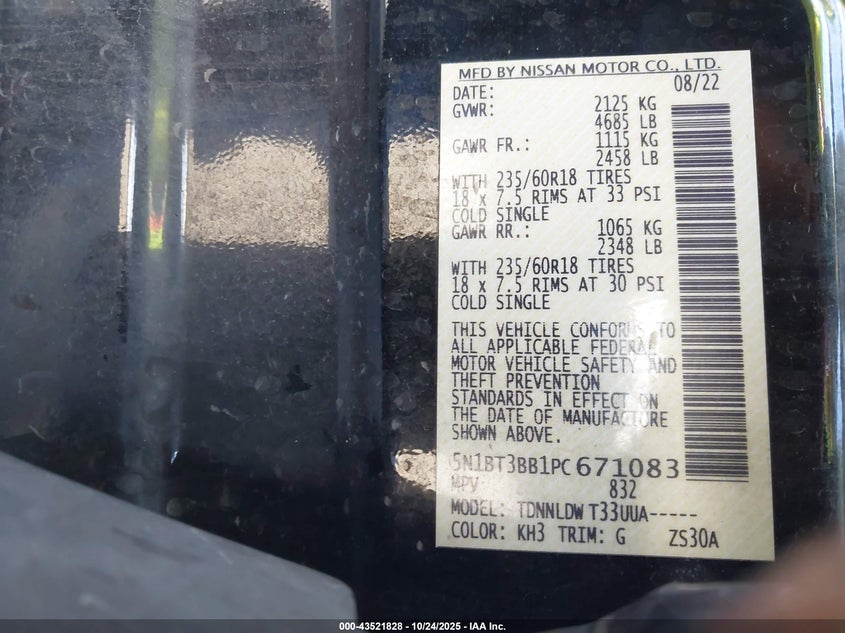 MFD BY NISSAN MOTOR CO., LTD.
DATE: 08/22
GVWR: 2125 KG
4685 LB
GAWR FR.: 1115 KG
2458 LB
WITH 235/60R18 TIRES
18 x 7.5 RIMS AT 33 PSI
COLD SINGLE
GAWR RR.: 1065 KG
2348 LB
WITH 235/60R18 TIRES
18 x 7.5 RIMS AT 30 PSI
COLD SINGLE
THIS VEHICLE CONFORMS TO
ALL APPLICABLE FEDERAL
MOTOR VEHICLE SAFETY AND
THEFT PREVENTION
STANDARDS IN EFFECT ON
THE DATE OF MANUFACTURE
SHOWN ABOVE.
5N1BT3BB1PC671083
MPV 832
MODEL: TDNNLDW T33UUA-----
COLOR: KH3 TRIM: G ZS30A
000-43521828 - 10/24/2025 - IAA Inc.